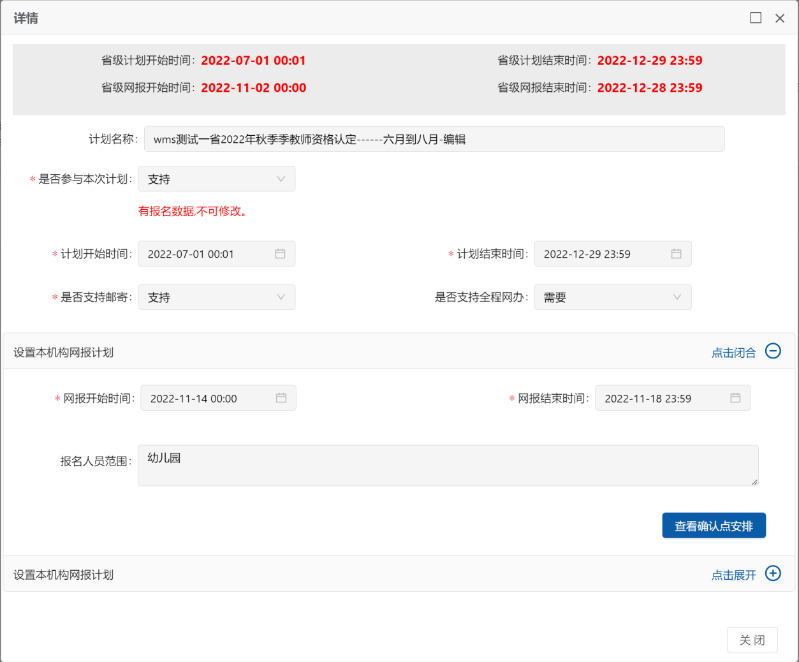 详情
省级计划开始时间：2022-07-01 00:01 省级计划结束时间：2022-12-29 23:59
省级网报开始时间：2022-11-02 00:00 省级网报结束时间：2022-12-28 23:59
计划名称： wms测试一省2022年秋季季教师资格认定------六月到八月-编辑
* 是否参与本次计划： 支持
有报名数据,不可修改。
* 计划开始时间： 2022-07-01 00:01 * 计划结束时间： 2022-12-29 23:59
* 是否支持邮寄： 支持 是否支持全程网办： 需要
设置本机构网报计划 点击闭合
* 网报开始时间： 2022-11-14 00:00 * 网报结束时间： 2022-11-18 23:59
报名人员范围： 幼儿园
查看确认点安排
设置本机构网报计划 点击展开
关 闭